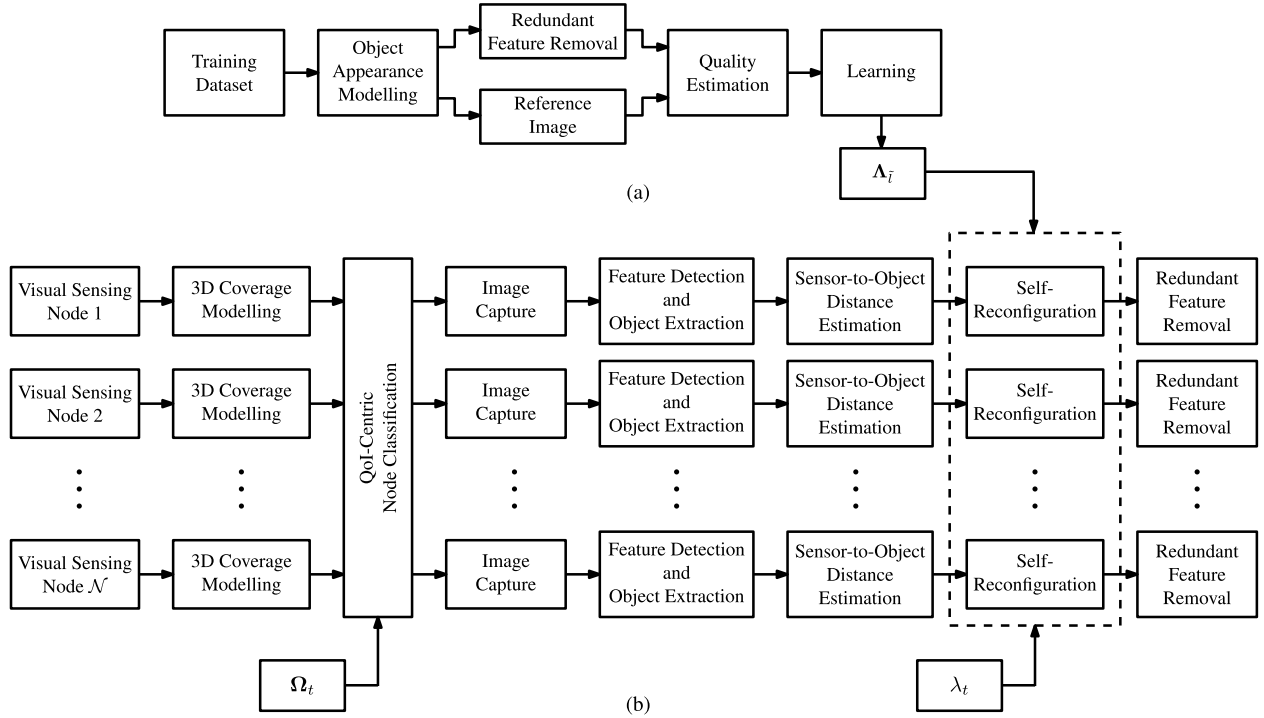 Training
Dataset
Object
Appearance
Modelling
Redundant
Feature Removal
Reference
Image
Quality
Estimation
Learning
Λ_l̄
(a)
Visual Sensing
Node 1
3D Coverage
Modelling
QoI-Centric
Node Classification
Image
Capture
Feature Detection
and
Object Extraction
Sensor-to-Object
Distance
Estimation
Self-
Reconfiguration
Redundant
Feature
Removal
Visual Sensing
Node 2
3D Coverage
Modelling
Image
Capture
Feature Detection
and
Object Extraction
Sensor-to-Object
Distance
Estimation
Self-
Reconfiguration
Redundant
Feature
Removal
Visual Sensing
Node 𝒩
3D Coverage
Modelling
Image
Capture
Feature Detection
and
Object Extraction
Sensor-to-Object
Distance
Estimation
Self-
Reconfiguration
Redundant
Feature
Removal
Ω_t
λ_t
(b)